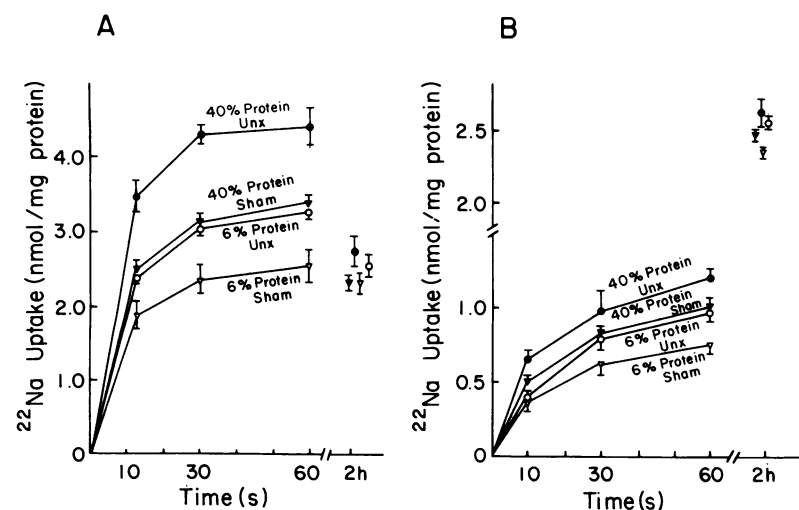 A
²²Na Uptake (nmol/mg protein)
4.0
3.0
2.0
1.0
0
40% Protein
Unx
40% Protein
Sham
6% Protein
Unx
6% Protein
Sham
10 30 60 2h
Time (s)
B
²²Na Uptake (nmol/mg protein)
2.5
2.0
1.0
0.5
0
40% Protein
Unx
40% Protein
Sham
6% Protein
Unx
6% Protein
Sham
10 30 60 2h
Time (s)